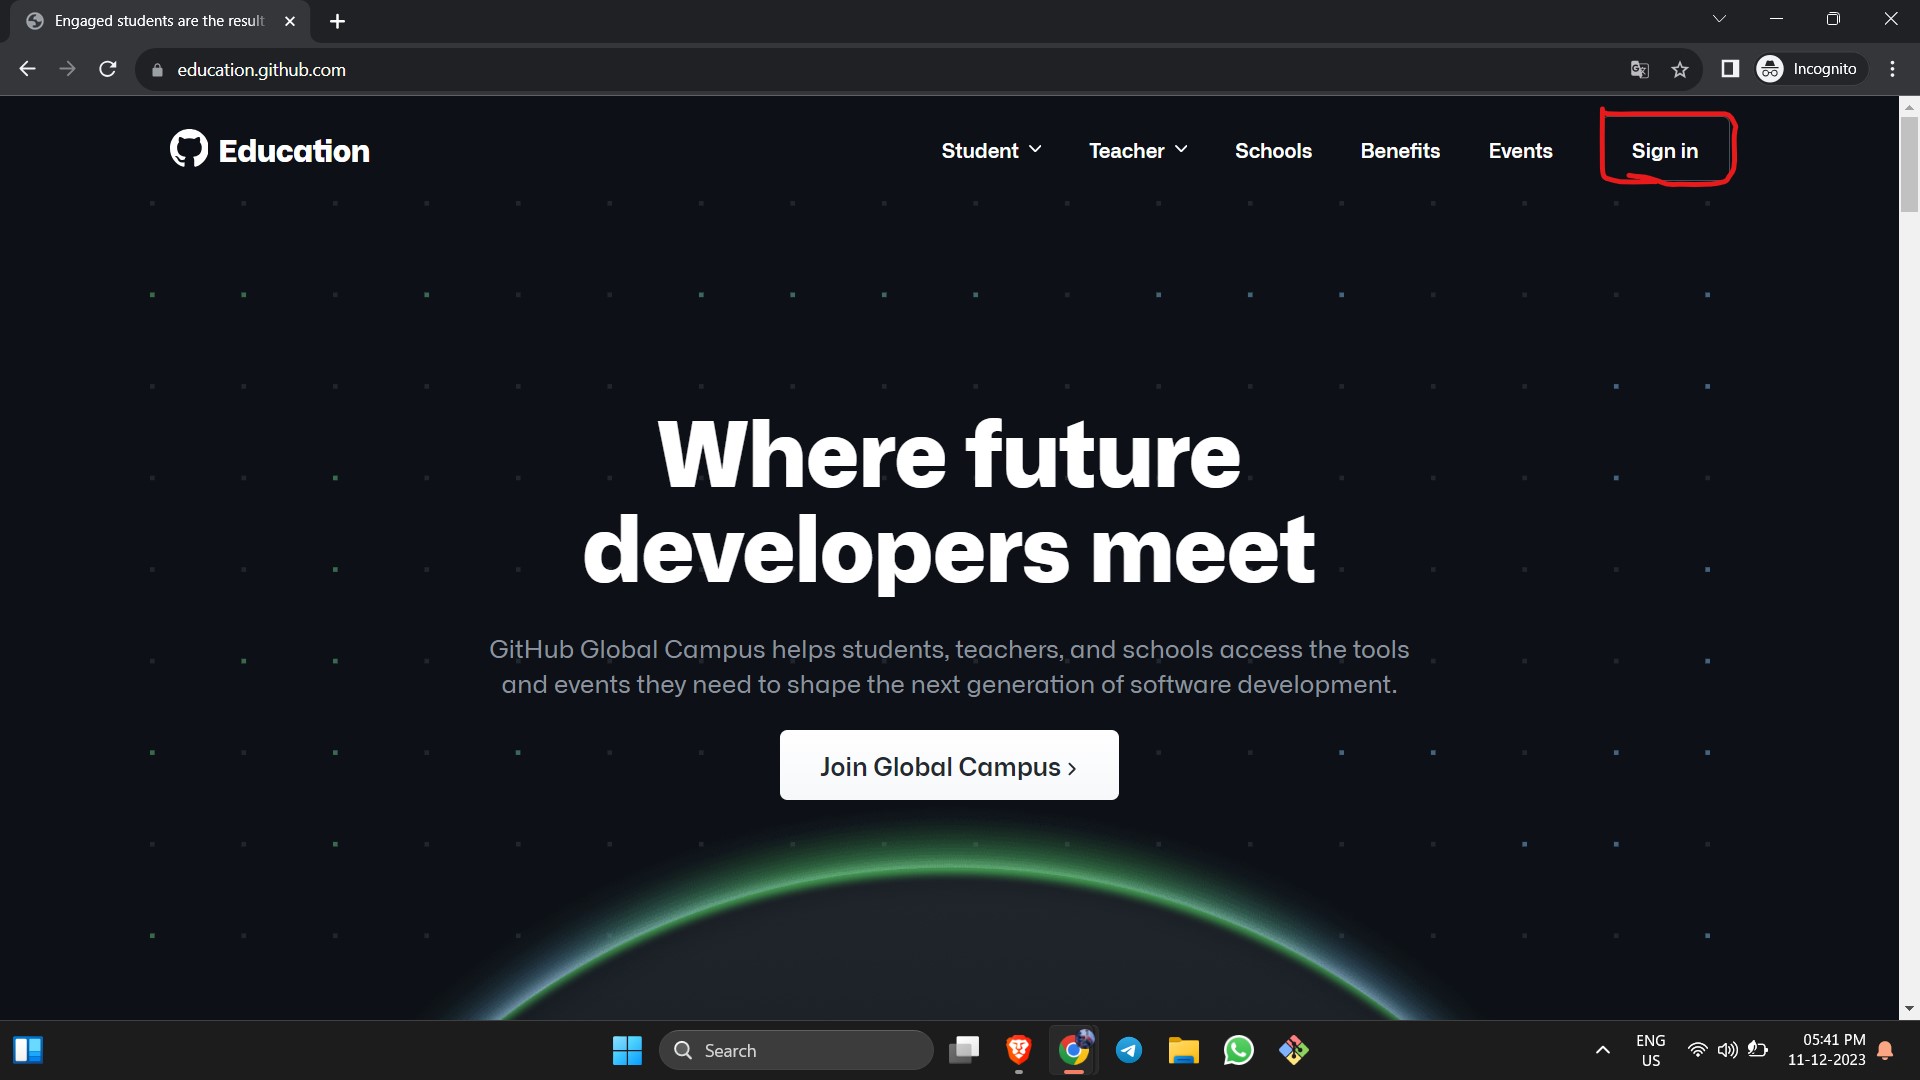 Engaged students are the result
education.github.com
Incognito
Education
Student
Teacher
Schools
Benefits
Events
Sign in
Where future
developers meet
GitHub Global Campus helps students, teachers, and schools access the tools
and events they need to shape the next generation of software development.
Join Global Campus ›
Search
ENG
US
05:41 PM
11-12-2023